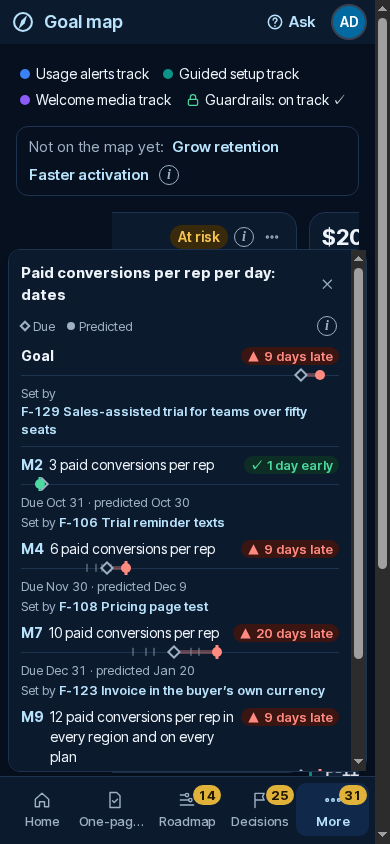 Goal map
Ask
AD
Usage alerts track
Guided setup track
Welcome media track
Guardrails: on track ✓
Not on the map yet: Grow retention
Faster activation
At risk
$20
Paid conversions per rep per day:
dates
Due
Predicted
Goal
▲ 9 days late
Set by
F-129 Sales-assisted trial for teams over fifty
seats
M2 3 paid conversions per rep
✓ 1 day early
Due Oct 31 · predicted Oct 30
Set by F-106 Trial reminder texts
M4 6 paid conversions per rep
▲ 9 days late
Due Nov 30 · predicted Dec 9
Set by F-108 Pricing page test
M7 10 paid conversions per rep
▲ 20 days late
Due Dec 31 · predicted Jan 20
Set by F-123 Invoice in the buyer's own currency
M9 12 paid conversions per rep in
▲ 9 days late
every region and on every
plan
Home
One-pag…
Roadmap
14
Decisions
25
More
31